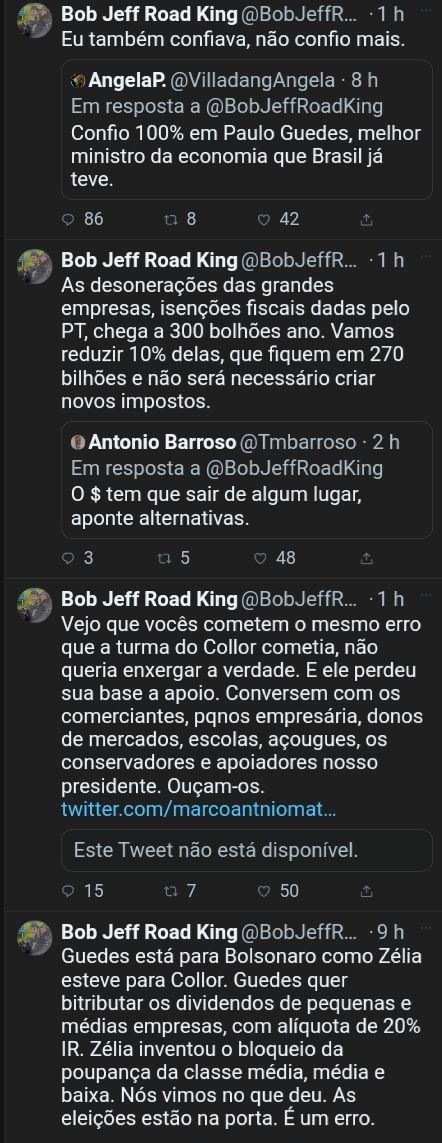 Bob Jeff Road King @BobJeffR... · 1 h
Eu também confiava, não confio mais.
AngelaP. @VilladangAngela · 8 h
Em resposta a @BobJeffRoadKing
Confio 100% em Paulo Guedes, melhor
ministro da economia que Brasil já
teve.
86 8 42
Bob Jeff Road King @BobJeffR... · 1 h
As desonerações das grandes
empresas, isenções fiscais dadas pelo
PT, chega a 300 bolhões ano. Vamos
reduzir 10% delas, que fiquem em 270
bilhões e não será necessário criar
novos impostos.
Antonio Barroso @Tmbarroso · 2 h
Em resposta a @BobJeffRoadKing
O $ tem que sair de algum lugar,
aponte alternativas.
3 5 48
Bob Jeff Road King @BobJeffR... · 1 h
Vejo que vocês cometem o mesmo erro
que a turma do Collor cometia, não
queria enxergar a verdade. E ele perdeu
sua base a apoio. Conversem com os
comerciantes, pqnos empresária, donos
de mercados, escolas, açougues, os
conservadores e apoiadores nosso
presidente. Ouçam-os.
twitter.com/marcoantniomat...
Este Tweet não está disponível.
15 7 50
Bob Jeff Road King @BobJeffR... · 9 h
Guedes está para Bolsonaro como Zélia
esteve para Collor. Guedes quer
bitributar os dividendos de pequenas e
médias empresas, com alíquota de 20%
IR. Zélia inventou o bloqueio da
poupança da classe média, média e
baixa. Nós vimos no que deu. As
eleições estão na porta. É um erro.